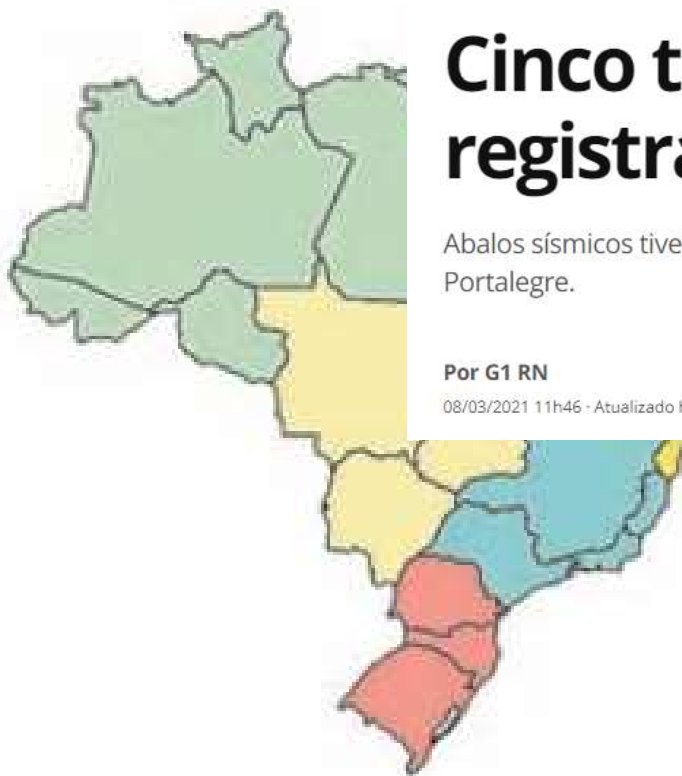 Cinco t
registra
Abalos sísmicos tive
Portalegre.
Por G1 RN
08/03/2021 11h46 · Atualizado h